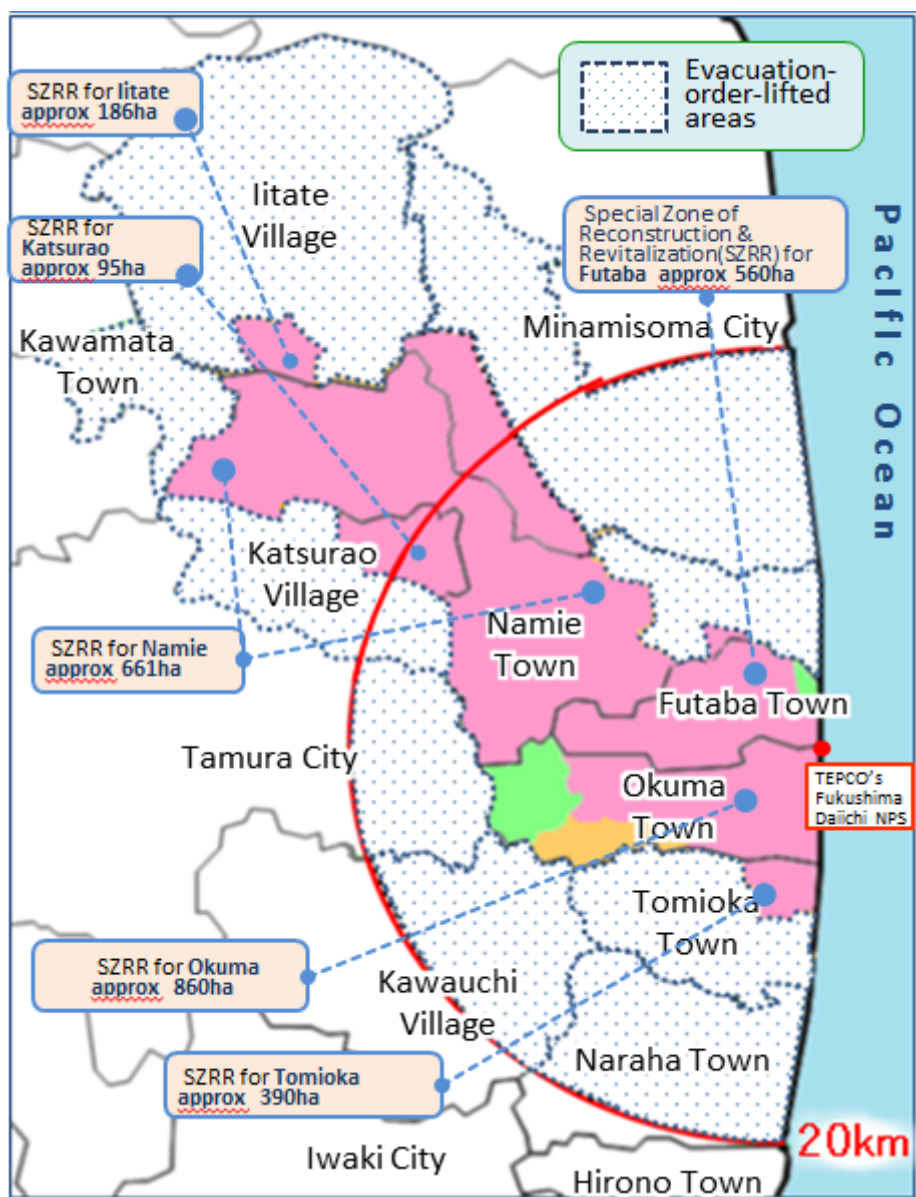 SZRR for Iitate
approx 186ha
Evacuation-
order-lifted
areas
Iitate
Village
SZRR for
Katsurao
approx 95ha
Special Zone of
Reconstruction &
Revitalization(SZRR) for
Futaba approx 560ha
Pacific Ocean
Minamisoma City
Kawamata
Town
Katsurao
Village
SZRR for Namie
approx 661ha
Namie
Town
Futaba Town
Tamura City
TEPCO's
Fukushima
Daiichi NPS
Okuma
Town
Tomioka
Town
SZRR for Okuma
approx 860ha
Kawauchi
Village
SZRR for Tomioka
approx 390ha
Naraha Town
20km
Iwaki City
Hirono Town